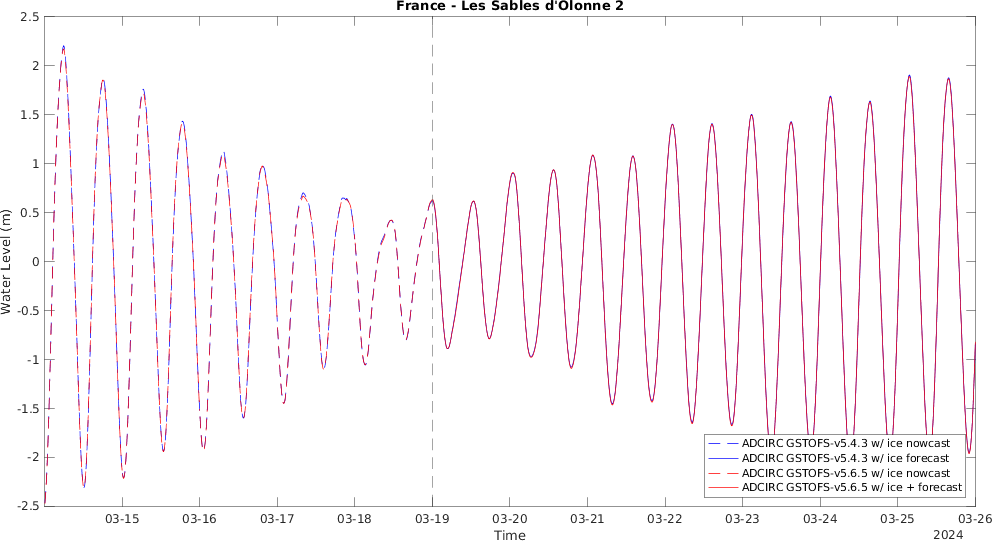 France - Les Sables d'Olonne 2
2.5
2
1.5
1
0.5
0
-0.5
-1
-1.5
-2
-2.5
Water Level (m)
ADCIRC GSTOFS-v5.4.3 w/ ice nowcast
ADCIRC GSTOFS-v5.4.3 w/ ice forecast
ADCIRC GSTOFS-v5.6.5 w/ ice nowcast
ADCIRC GSTOFS-v5.6.5 w/ ice + forecast
03-15 03-16 03-17 03-18 03-19 03-20 03-21 03-22 03-23 03-24 03-25 03-26
Time
2024